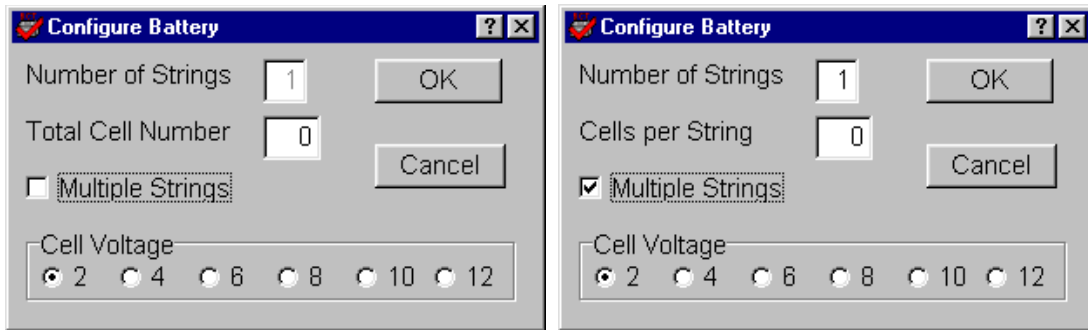 Configure Battery
Number of Strings 1 OK
Total Cell Number 0
Cancel
Multiple Strings
Cell Voltage
2 4 6 8 10 12
Configure Battery
Number of Strings 1 OK
Cells per String 0
Cancel
Multiple Strings
Cell Voltage
2 4 6 8 10 12